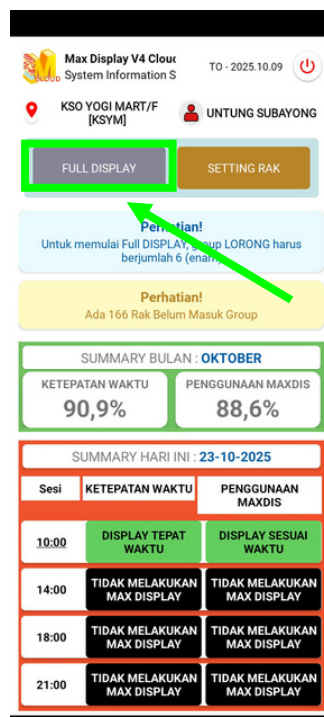 Max Display V4 Clouc
System Information S
TO - 2025.10.09
CLOUD
KSO YOGI MART/F
[KSYM]
UNTUNG SUBAYONG
FULL DISPLAY
SETTING RAK
Perhatian!
Untuk memulai Full DISPLAY, group LORONG harus
berjumlah 6 (enam)
Perhatian!
Ada 166 Rak Belum Masuk Group
SUMMARY BULAN : OKTOBER
KETEPATAN WAKTU
90,9%
PENGGUNAAN MAXDIS
88,6%
SUMMARY HARI INI : 23-10-2025
Sesi KETEPATAN WAKTU PENGGUNAAN
MAXDIS
10:00 DISPLAY TEPAT
WAKTU
DISPLAY SESUAI
WAKTU
14:00 TIDAK MELAKUKAN
MAX DISPLAY
TIDAK MELAKUKAN
MAX DISPLAY
18:00 TIDAK MELAKUKAN
MAX DISPLAY
TIDAK MELAKUKAN
MAX DISPLAY
21:00 TIDAK MELAKUKAN
MAX DISPLAY
TIDAK MELAKUKAN
MAX DISPLAY